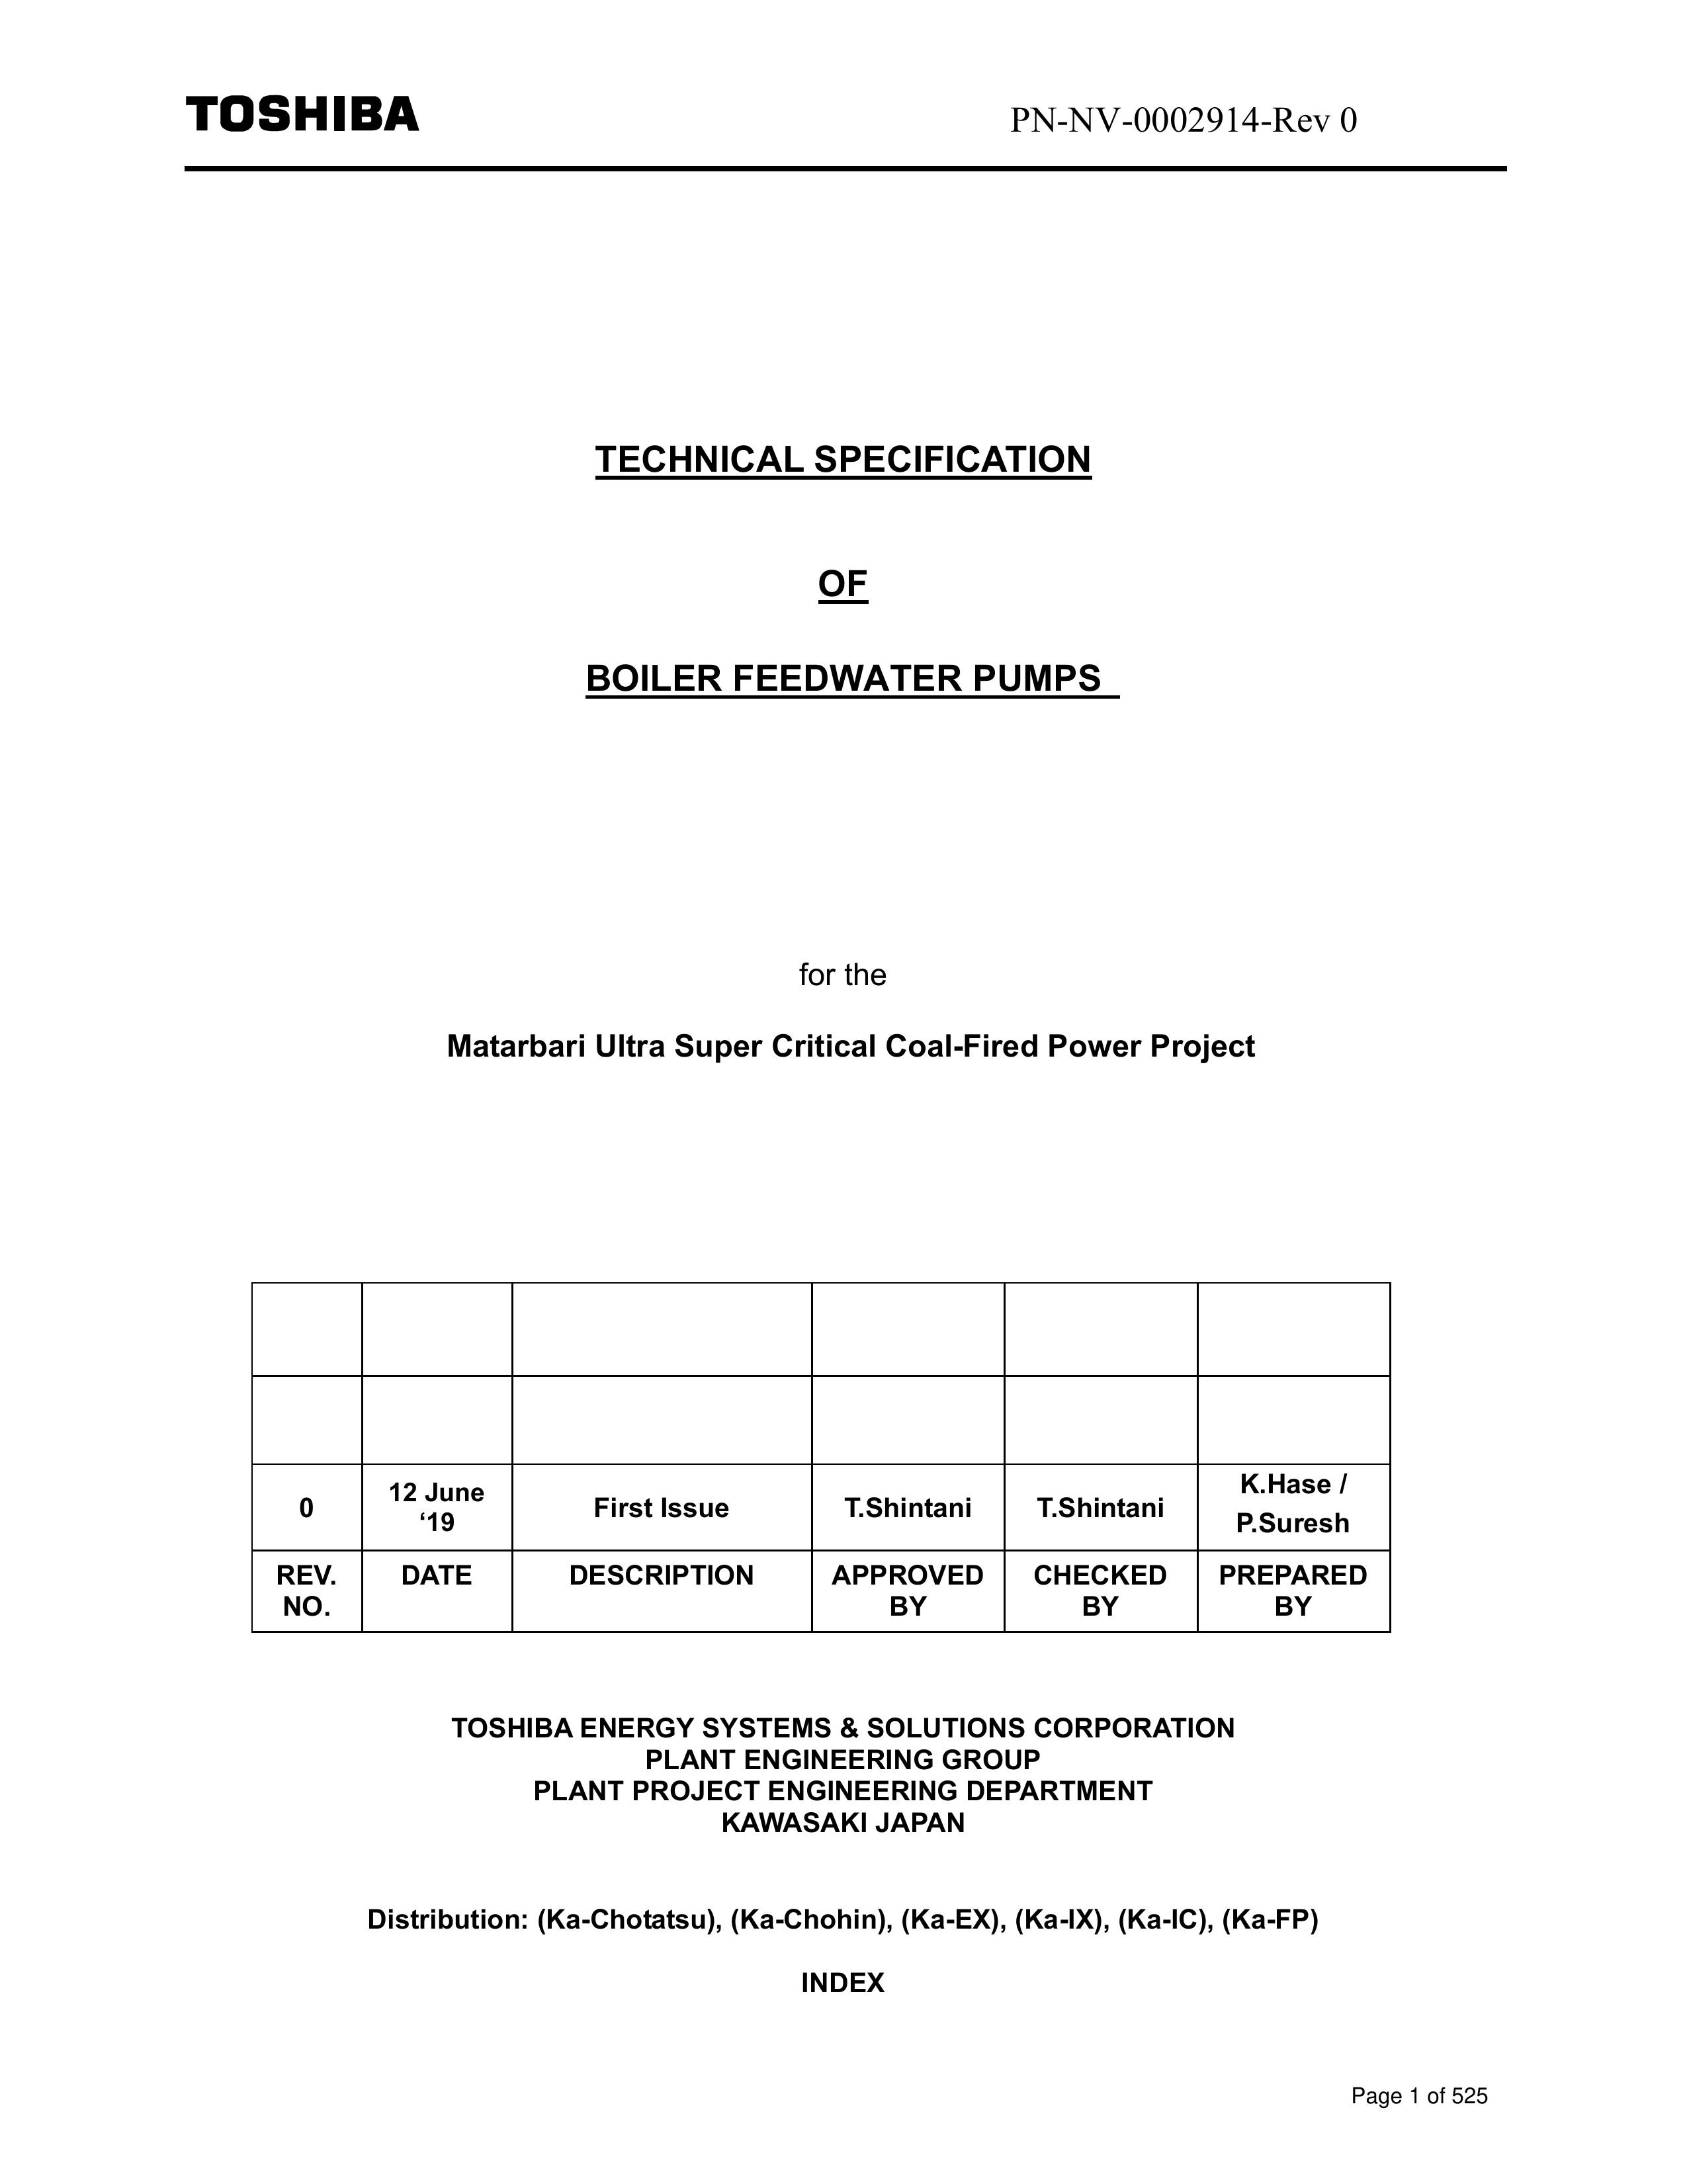 TOSHIBA
PN-NV-0002914-Rev 0
TECHNICAL SPECIFICATION
OF
BOILER FEEDWATER PUMPS
for the
Matarbari Ultra Super Critical Coal-Fired Power Project
0
12 June
‘19
First Issue
T.Shintani
T.Shintani
K.Hase /
P.Suresh
REV.
NO.
DATE
DESCRIPTION
APPROVED
BY
CHECKED
BY
PREPARED
BY
TOSHIBA ENERGY SYSTEMS & SOLUTIONS CORPORATION
PLANT ENGINEERING GROUP
PLANT PROJECT ENGINEERING DEPARTMENT
KAWASAKI JAPAN
Distribution: (Ka-Chotatsu), (Ka-Chohin), (Ka-EX), (Ka-IX), (Ka-IC), (Ka-FP)
INDEX
Page 1 of 525